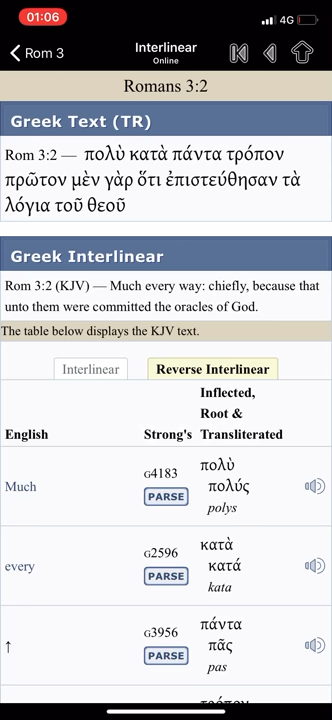 01:06
4G
Rom 3
Interlinear
Online
Romans 3:2
Greek Text (TR)
Rom 3:2 — πολὺ κατὰ πάντα τρόπον
πρῶτον μὲν γὰρ ὅτι ἐπιστεύθησαν τὰ
λόγια τοῦ θεοῦ
Greek Interlinear
Rom 3:2 (KJV) — Much every way: chiefly, because that
unto them were committed the oracles of God.
The table below displays the KJV text.
Interlinear Reverse Interlinear
Inflected,
Root &
English Strong's Transliterated
Much G4183 πολὺ
PARSE πολύς
polys
every G2596 κατὰ
PARSE κατά
kata
↑ G3956 πάντα
PARSE πᾶς
pas